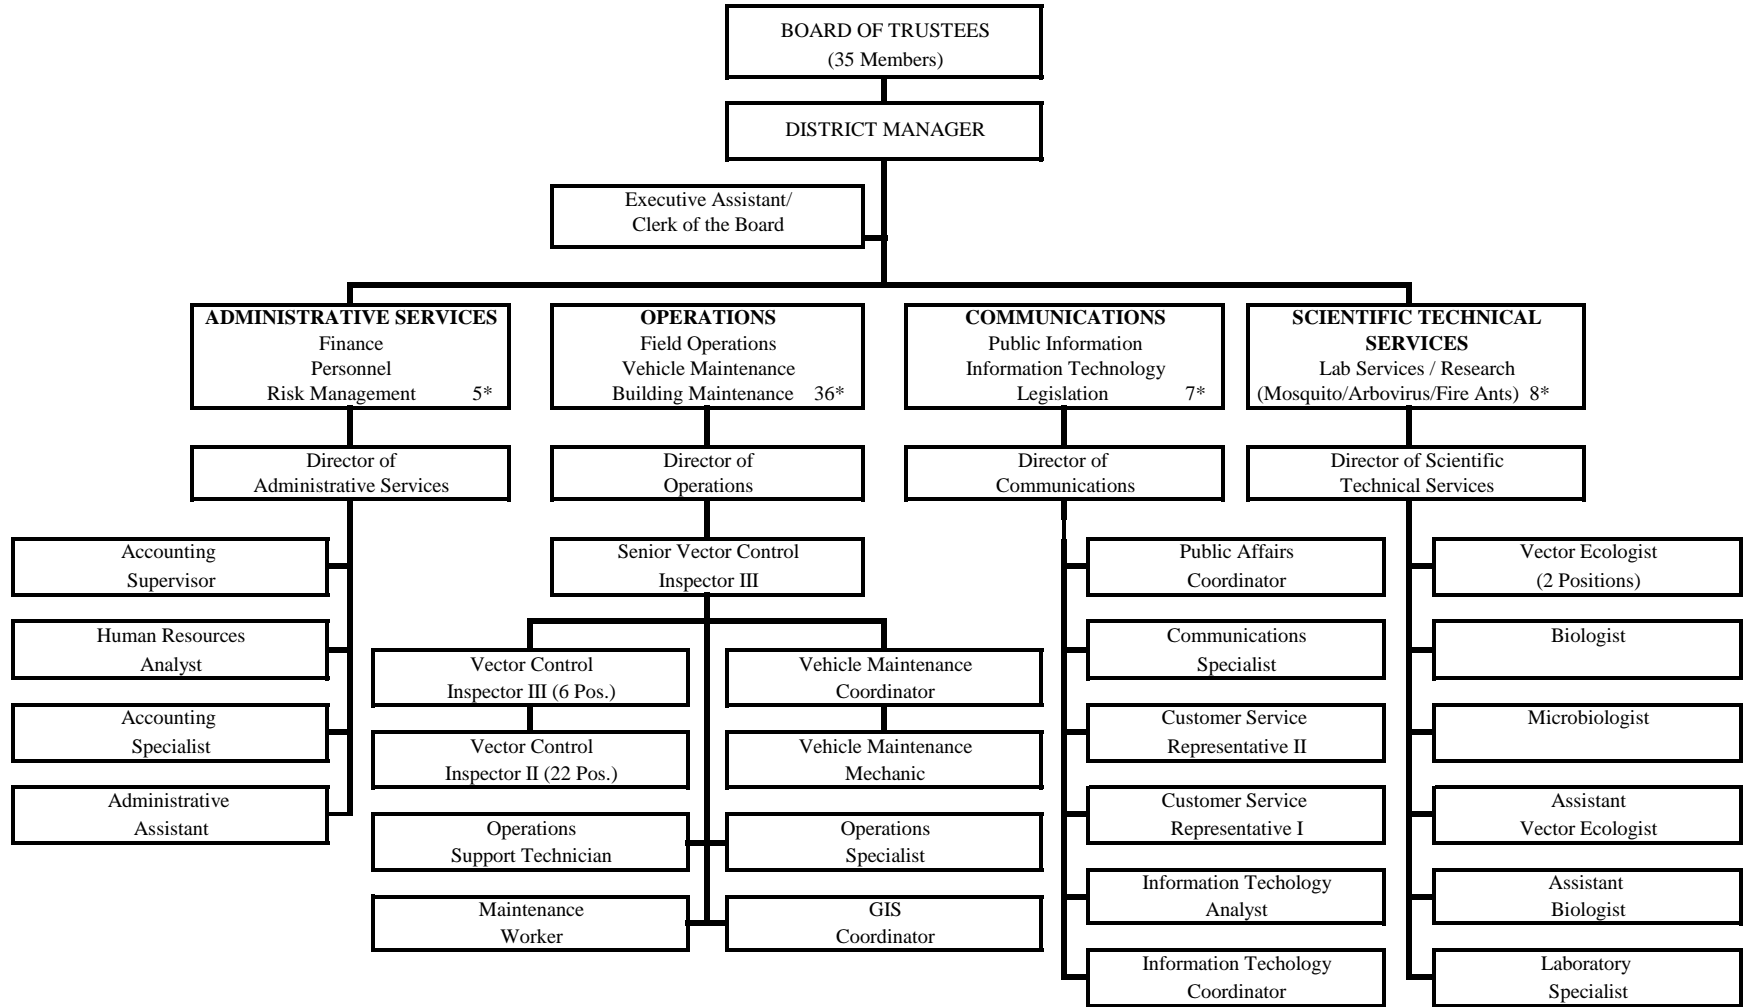 BOARD OF TRUSTEES
(35 Members)
DISTRICT MANAGER
Executive Assistant/
Clerk of the Board
ADMINISTRATIVE SERVICES
Finance
Personnel
Risk Management 5*
OPERATIONS
Field Operations
Vehicle Maintenance
Building Maintenance 36*
COMMUNICATIONS
Public Information
Information Technology
Legislation 7*
SCIENTIFIC TECHNICAL
SERVICES
Lab Services / Research
(Mosquito/Arbovirus/Fire Ants) 8*
Director of
Administrative Services
Director of
Operations
Director of
Communications
Director of Scientific
Technical Services
Accounting
Supervisor
Human Resources
Analyst
Accounting
Specialist
Administrative
Assistant
Senior Vector Control
Inspector III
Vector Control
Inspector III (6 Pos.)
Vehicle Maintenance
Coordinator
Vector Control
Inspector II (22 Pos.)
Vehicle Maintenance
Mechanic
Operations
Support Technician
Operations
Specialist
Maintenance
Worker
GIS
Coordinator
Public Affairs
Coordinator
Communications
Specialist
Customer Service
Representative II
Customer Service
Representative I
Information Techology
Analyst
Information Techology
Coordinator
Vector Ecologist
(2 Positions)
Biologist
Microbiologist
Assistant
Vector Ecologist
Assistant
Biologist
Laboratory
Specialist